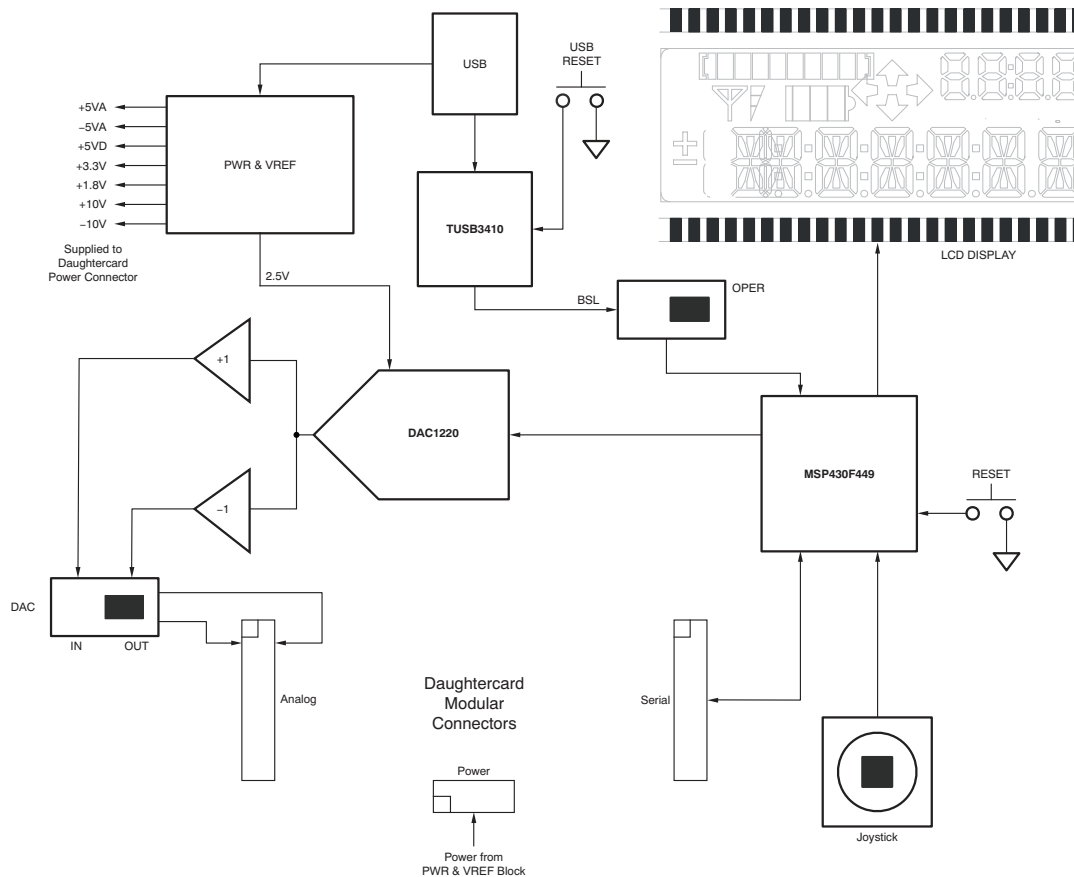 USB
USB
RESET
+5VA
−5VA
+5VD
+3.3V
+1.8V
+10V
−10V
PWR & VREF
Supplied to
Daughtercard
Power Connector
TUSB3410
LCD DISPLAY
2.5V
BSL
OPER
+1
DAC1220
MSP430F449
RESET
−1
DAC
IN
OUT
Analog
Daughtercard
Modular
Connectors
Serial
Power
Power from
PWR & VREF Block
Joystick